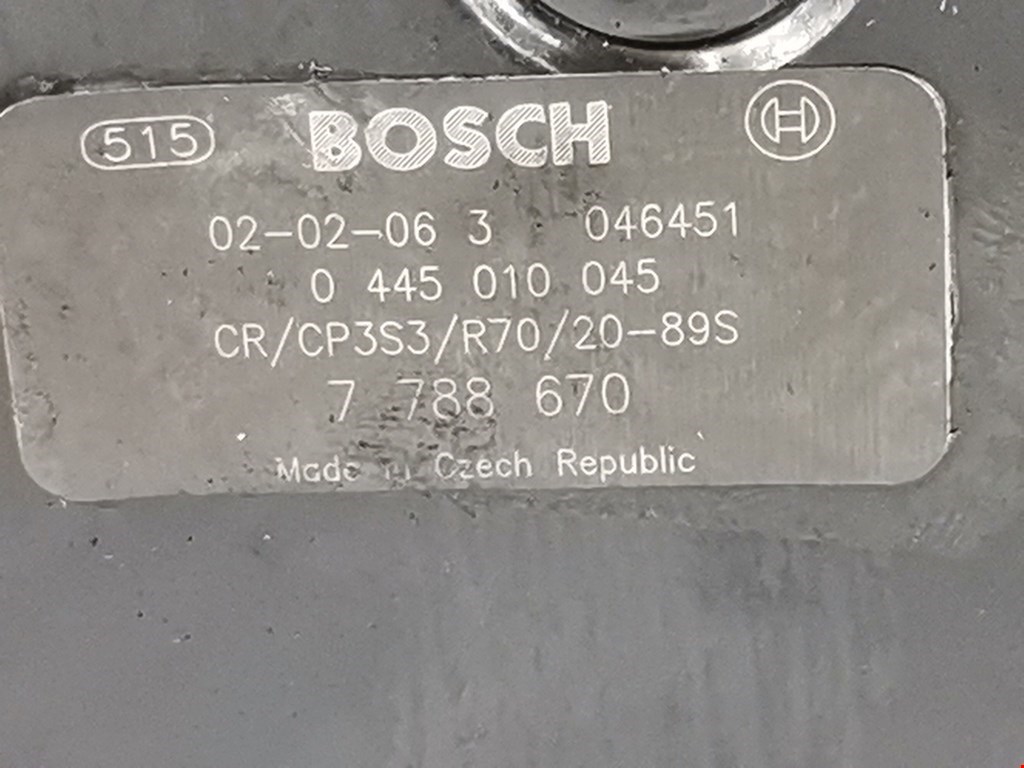 515 BOSCH
02-02-06 3 046451
0 445 010 045
CR/CP3S3/R70/20-89S
7 788 670
Made in Czech Republic